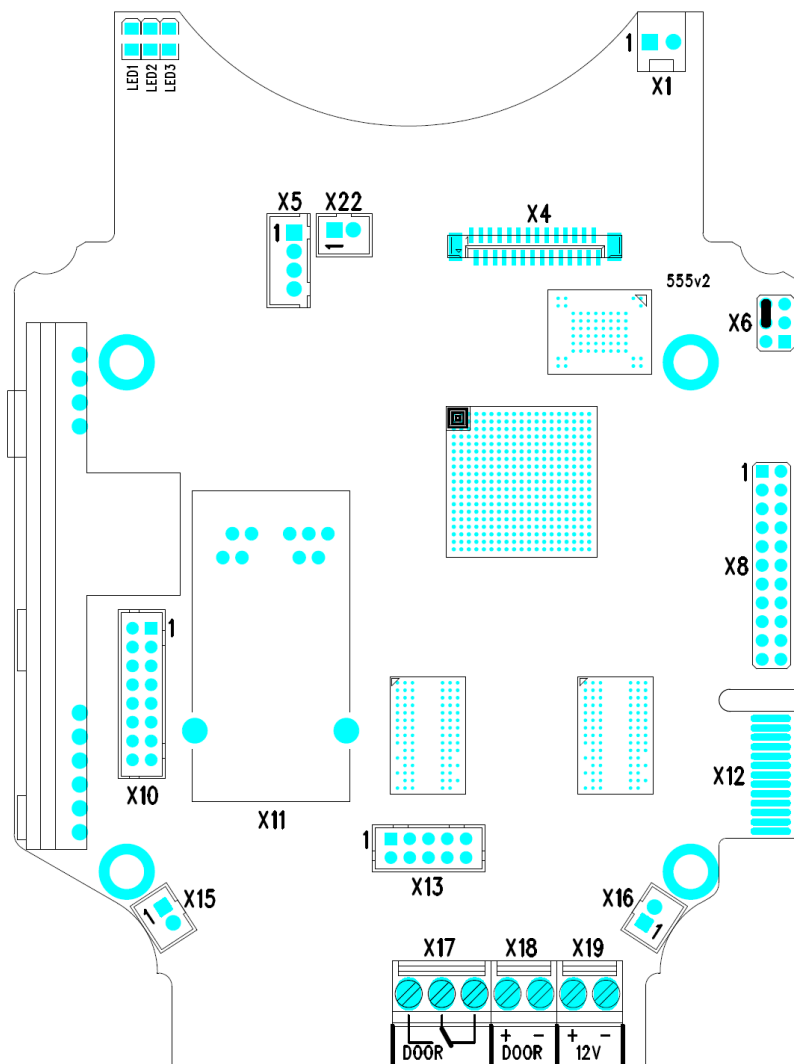 LED1
LED2
LED3
1
X1
X5
X22
X4
1
1
555v2
X6
1
X8
1
X10
X11
X12
1
X13
X15
1
X16
1
X17
X18
X19
DOOR
+ -
DOOR
+ -
12V